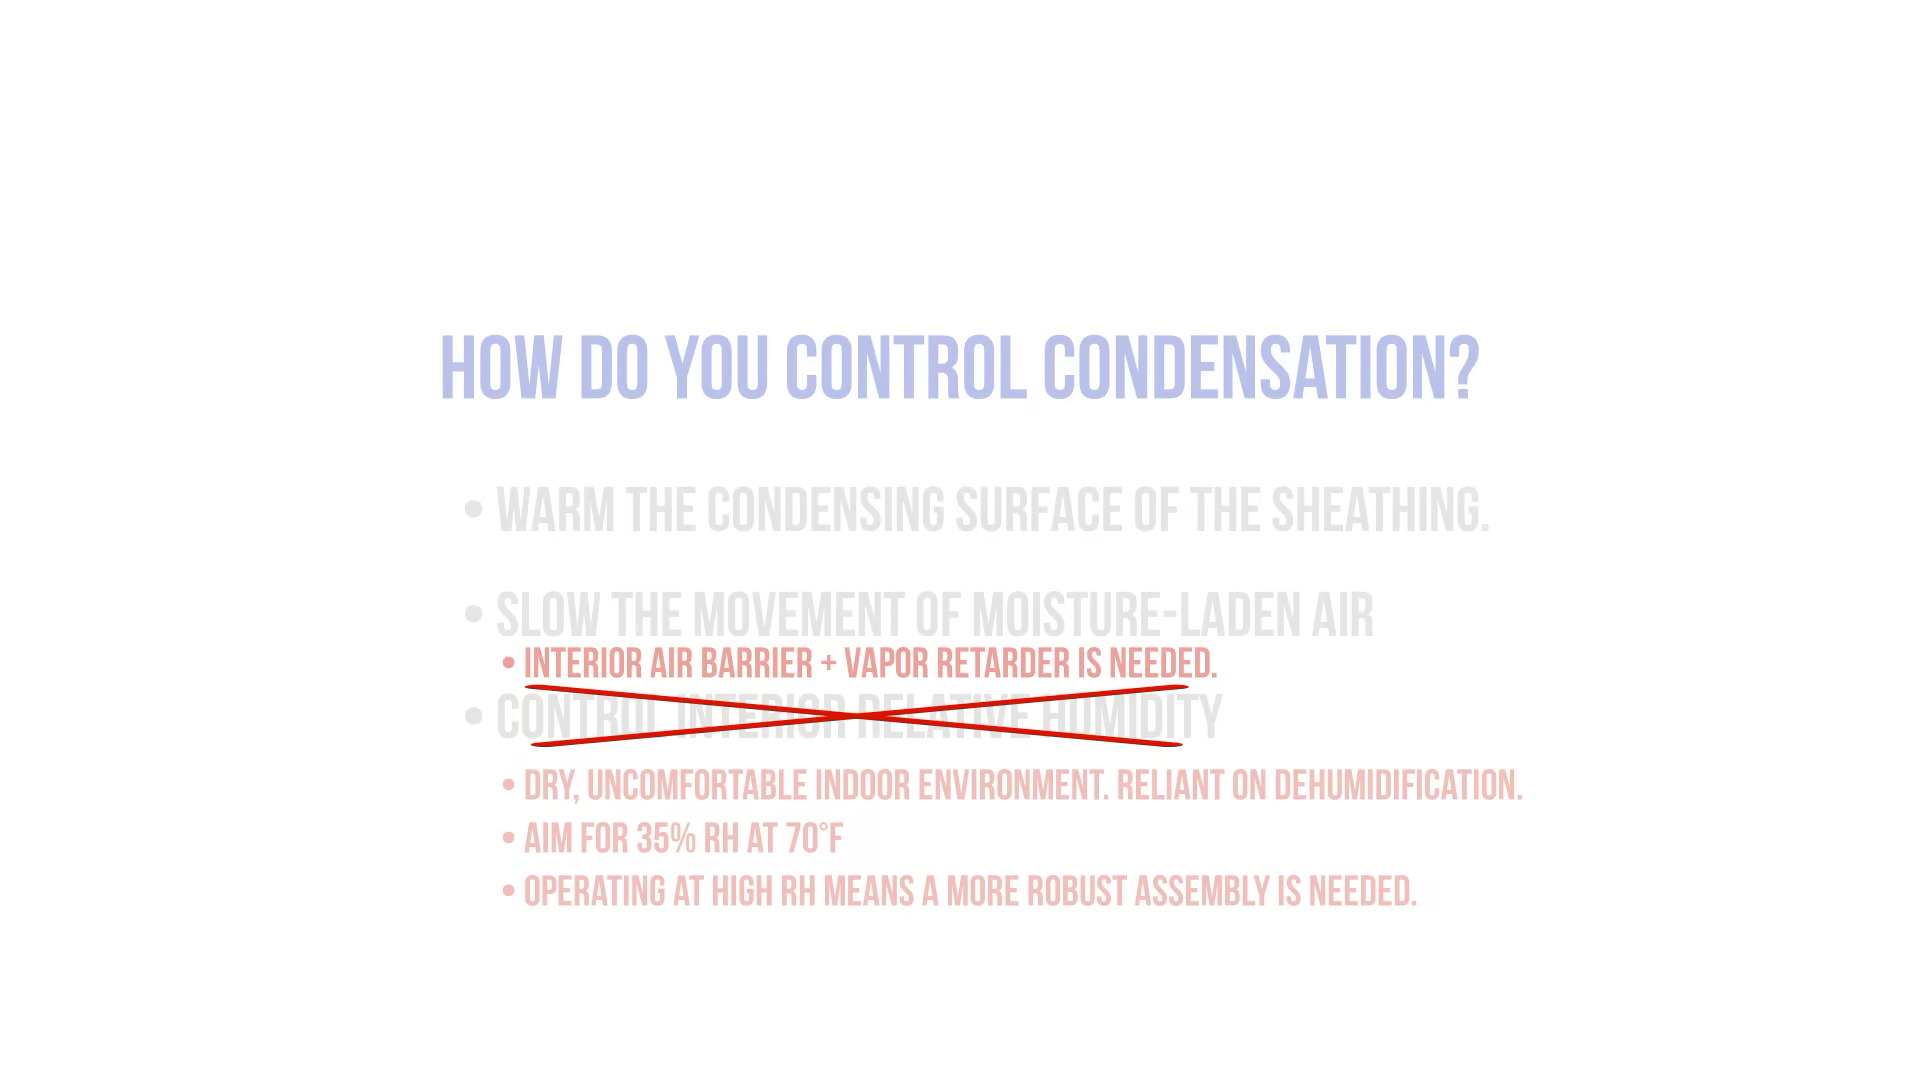 HOW DO YOU CONTROL CONDENSATION?
• WARM THE CONDENSING SURFACE OF THE SHEATHING.
• SLOW THE MOVEMENT OF MOISTURE-LADEN AIR
• INTERIOR AIR BARRIER + VAPOR RETARDER IS NEEDED.
• CONTROL INTERIOR RELATIVE HUMIDITY
• DRY, UNCOMFORTABLE INDOOR ENVIRONMENT. RELIANT ON DEHUMIDIFICATION.
• AIM FOR 35% RH AT 70°F
• OPERATING AT HIGH RH MEANS A MORE ROBUST ASSEMBLY IS NEEDED.